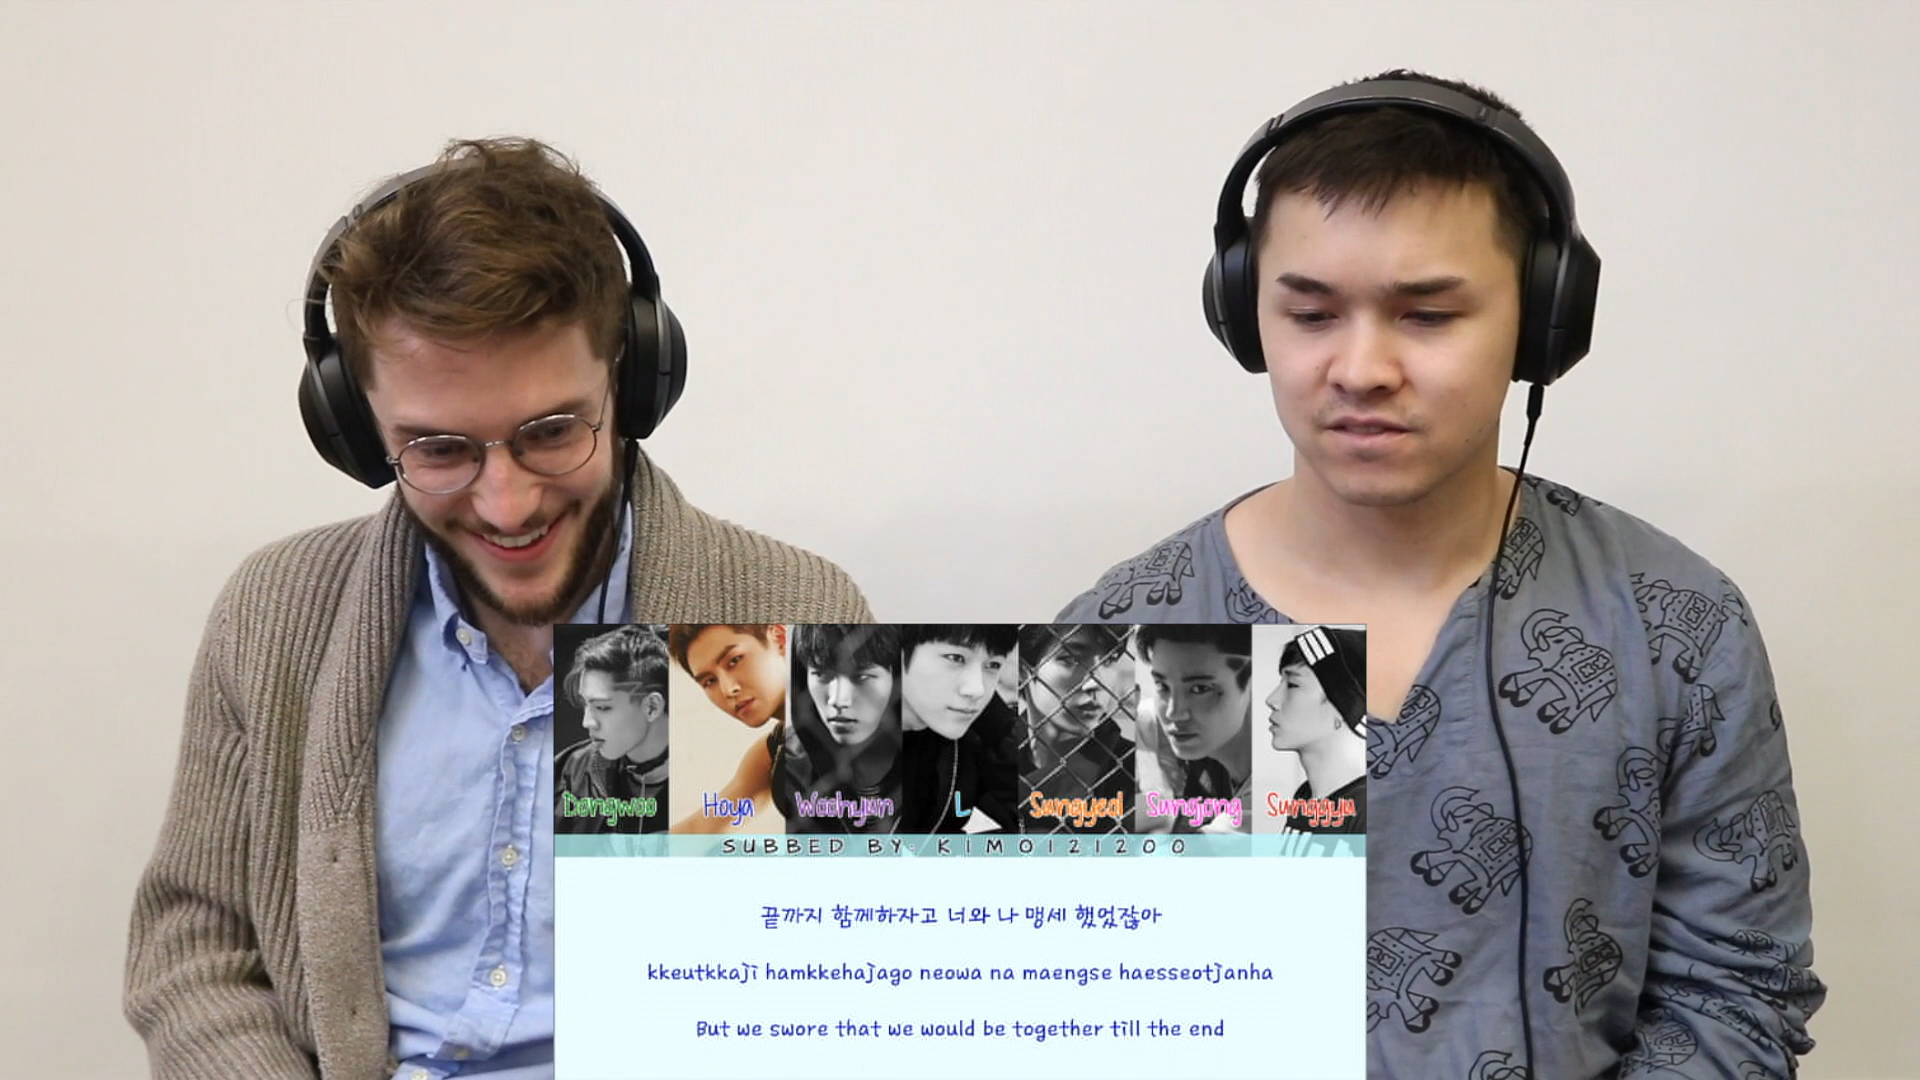 Dongwoo Hoya Woohyun L Sungyeol Sungjong Sunggyu
SUBBED BY: KIMO121200
끝까지 함께하자고 너와 나 맹세 했었잖아
kkeutkkaji hamkkehajago neowa na maengse haesseotjanha
But we swore that we would be together till the end